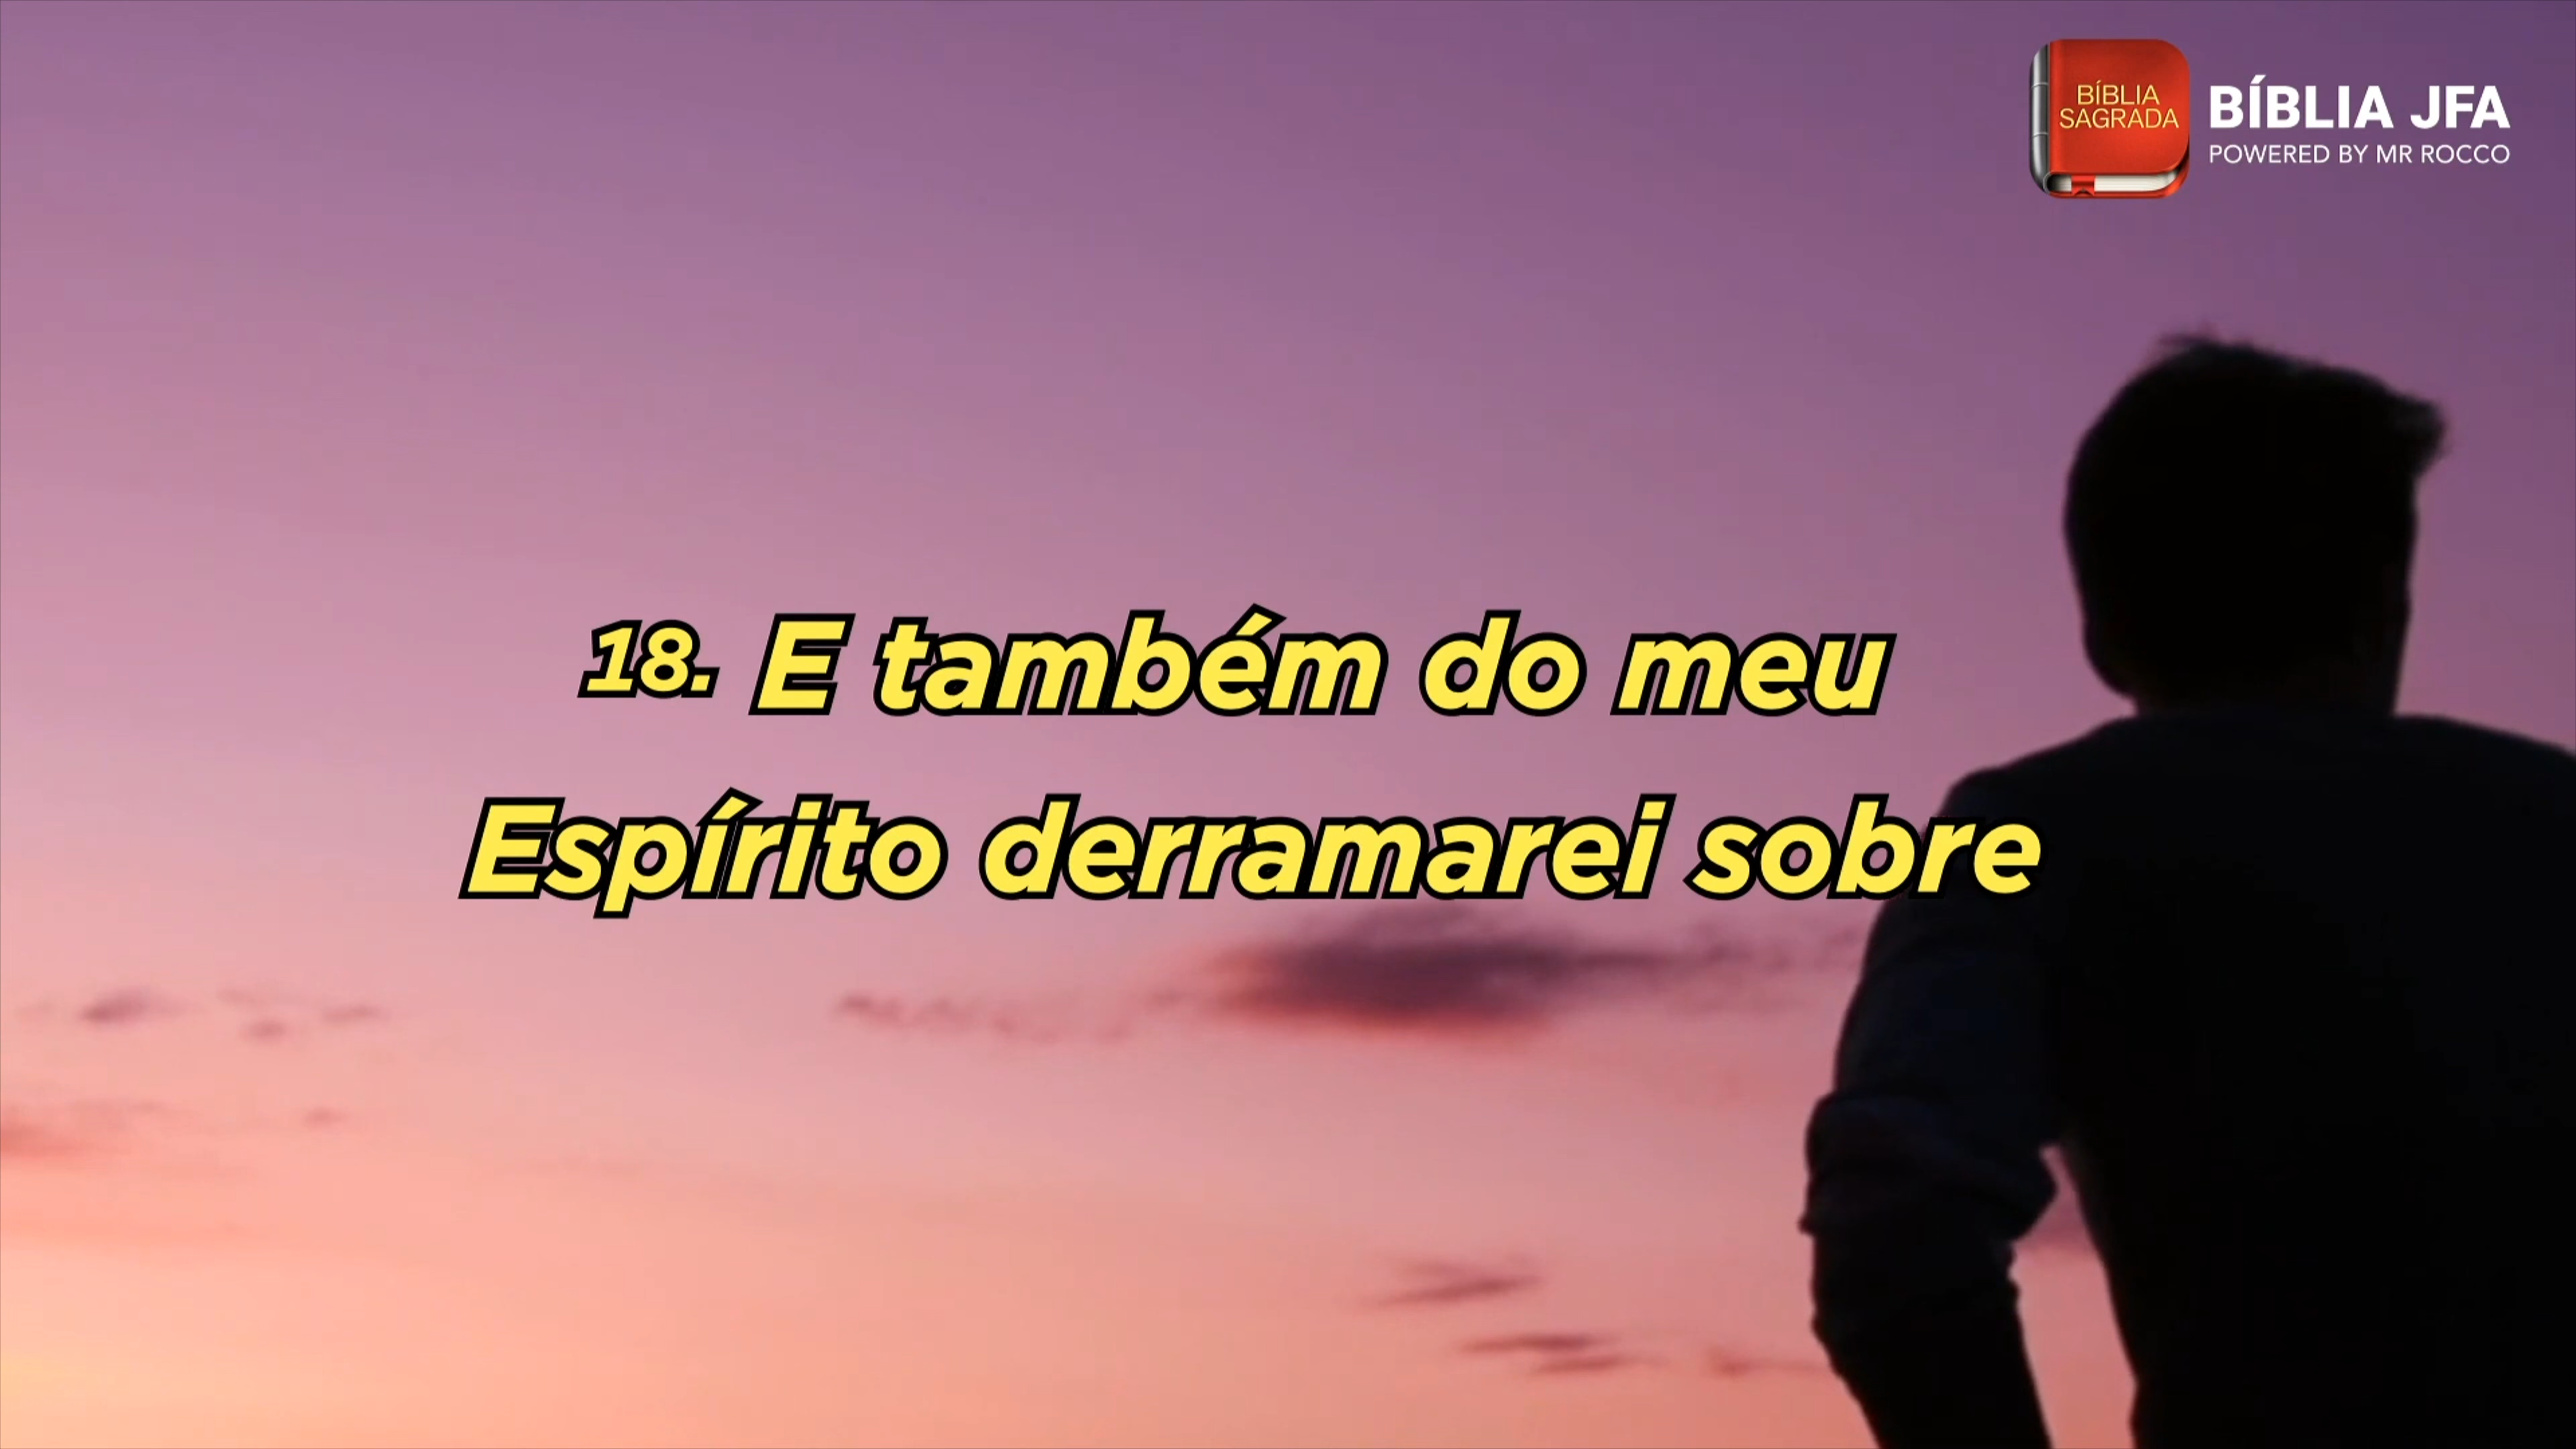 BÍBLIA
SAGRADA
BÍBLIA JFA
POWERED BY MR ROCCO
18. E também do meu
Espírito derramarei sobre